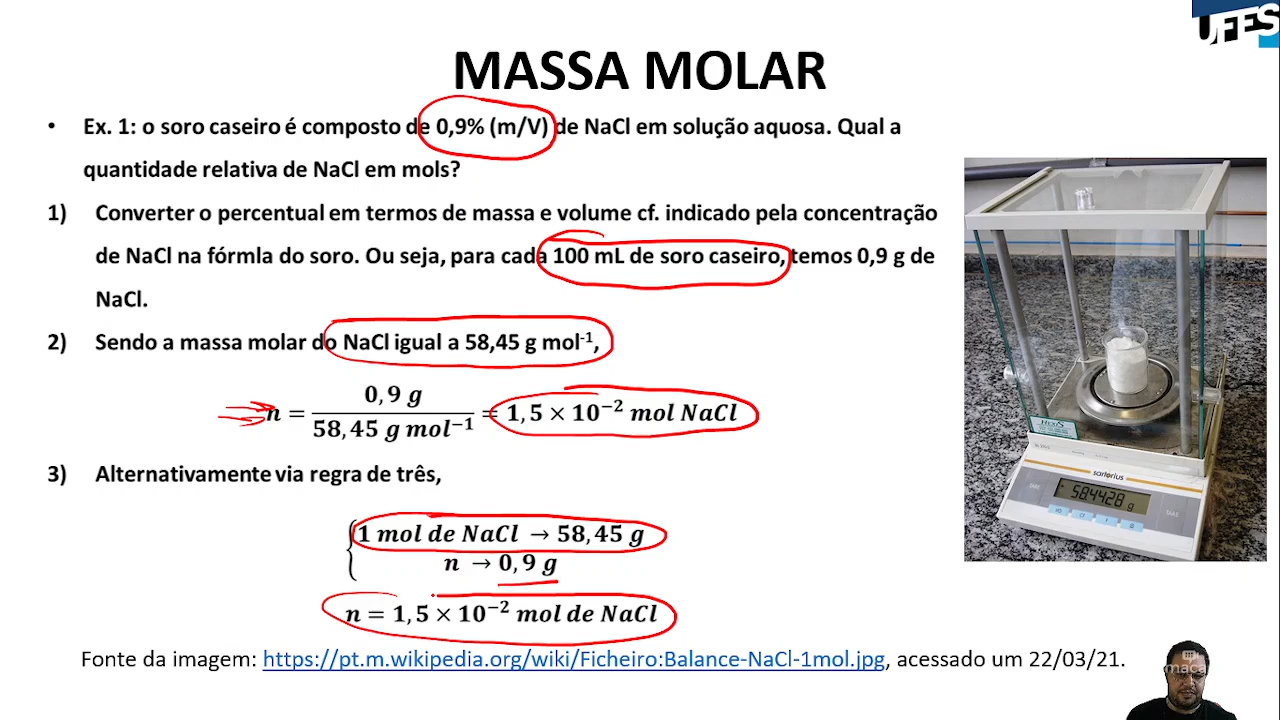 UFES
MASSA MOLAR
• Ex. 1: o soro caseiro é composto de 0,9% (m/V) de NaCl em solução aquosa. Qual a
quantidade relativa de NaCl em mols?
1) Converter o percentual em termos de massa e volume cf. indicado pela concentração
de NaCl na fórmla do soro. Ou seja, para cada 100 mL de soro caseiro, temos 0,9 g de
NaCl.
2) Sendo a massa molar do NaCl igual a 58,45 g mol⁻¹,
n = 0,9 g / 58,45 g mol⁻¹ = 1,5 × 10⁻² mol NaCl
3) Alternativamente via regra de três,
1 mol de NaCl → 58,45 g
n → 0,9 g
n = 1,5 × 10⁻² mol de NaCl
sartorius
58.4428 g
Fonte da imagem: https://pt.m.wikipedia.org/wiki/Ficheiro:Balance-NaCl-1mol.jpg, acessado um 22/03/21.